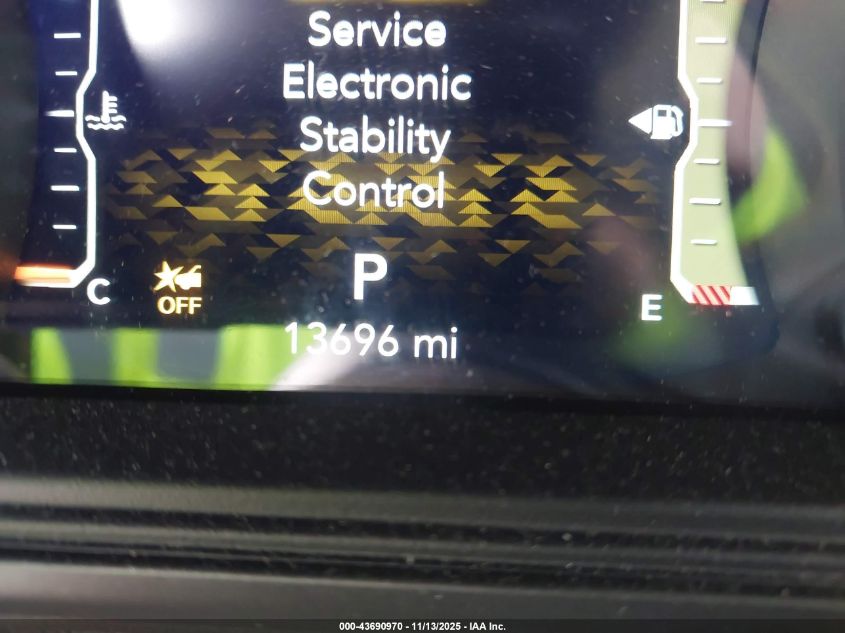 Service
Electronic
Stability
Control
P
C
OFF
E
13696 mi
000-43690970 - 11/13/2025 - IAA Inc.